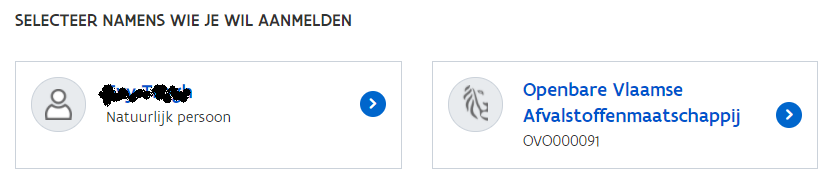 SELECTEER NAMENS WIE JE WIL AANMELDEN
Natuurlijk persoon
Openbare Vlaamse
Afvalstoffenmaatschappij
OVO000091